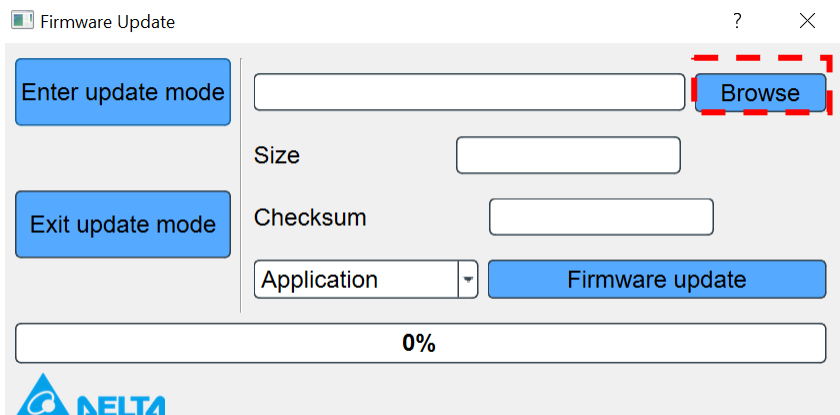 Firmware Update
?
Enter update mode
Browse
Size
Exit update mode
Checksum
Application
Firmware update
0%